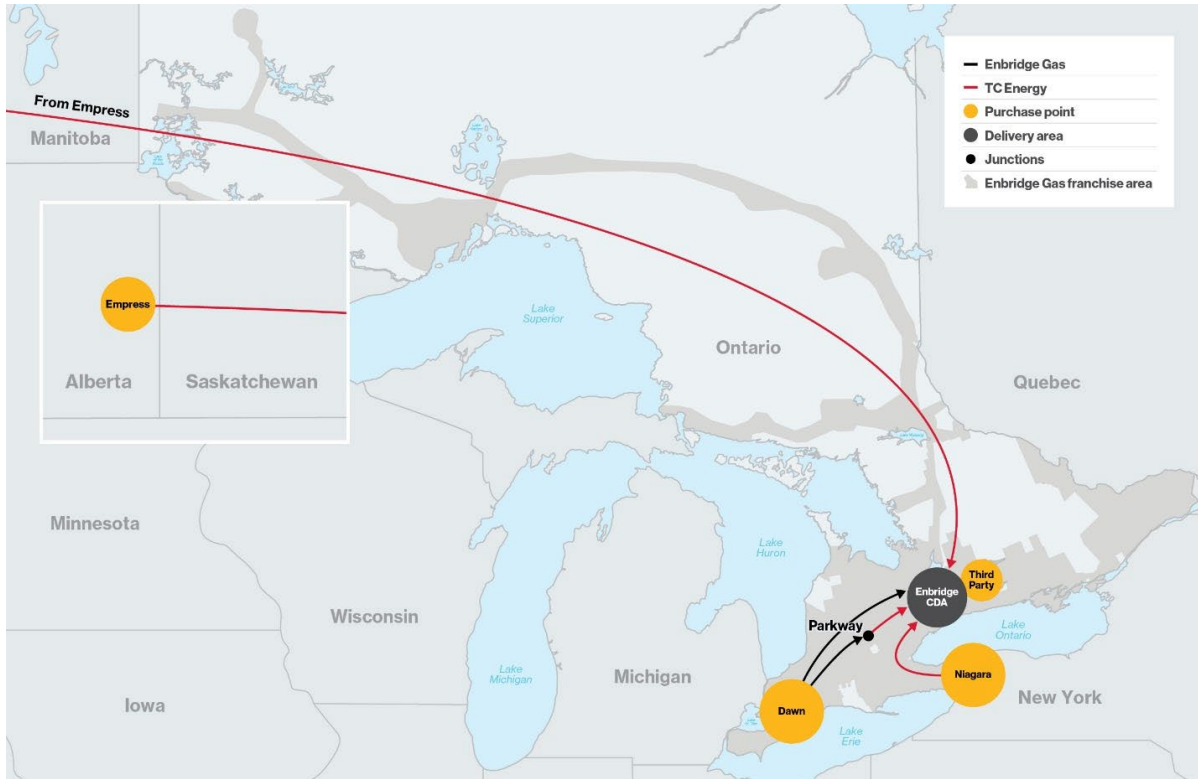 From Empress
Manitoba
Enbridge Gas
TC Energy
Purchase point
Delivery area
Junctions
Enbridge Gas franchise area
Empress
Alberta
Saskatchewan
Lake
Superior
Ontario
Quebec
Minnesota
Lake
Huron
Third
Party
Enbridge
CDA
Wisconsin
Parkway
Lake
Ontario
Lake
Michigan
Michigan
Iowa
Dawn
Niagara
New York
Lake
Erie